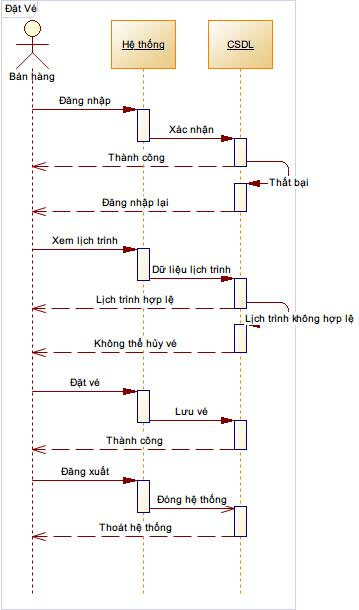 Đặt Vé
Hệ thống
CSDL
Bán hàng
Đăng nhập
Xác nhận
Thành công
Thất bại
Đăng nhập lại
Xem lịch trình
Dữ liệu lịch trình
Lịch trình hợp lệ
Lịch trình không hợp lệ
Không thể hủy vé
Đặt vé
Lưu vé
Thành công
Đăng xuất
Đóng hệ thống
Thoát hệ thống